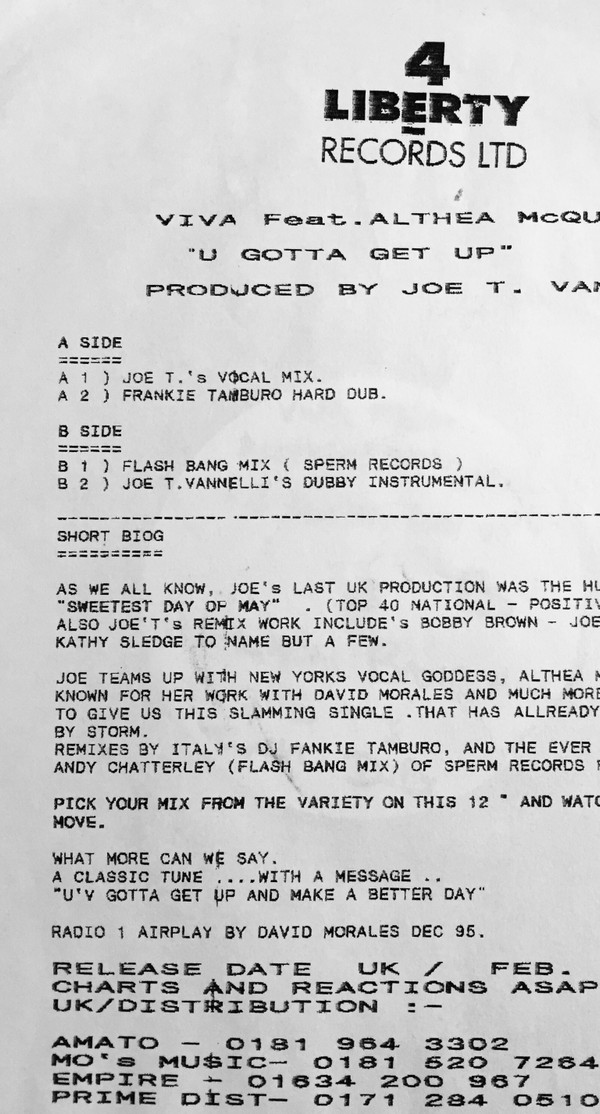 4
LIBERTY
RECORDS LTD
VIVA Feat.ALTHEA McQU
"U GOTTA GET UP"
PRODUCED BY JOE T. VAN
A SIDE
======
A 1 ) JOE T.'s VOCAL MIX.
A 2 ) FRANKIE TAMBURO HARD DUB.
B SIDE
======
B 1 ) FLASH BANG MIX ( SPERM RECORDS )
B 2 ) JOE T.VANNELLI'S DUBBY INSTRUMENTAL.
SHORT BIOG
==========
AS WE ALL KNOW, JOE's LAST UK PRODUCTION WAS THE HU
"SWEETEST DAY OF MAY" . (TOP 40 NATIONAL - POSITIV
ALSO JOE'T's REMIX WORK INCLUDE's BOBBY BROWN - JOE
KATHY SLEDGE TO NAME BUT A FEW.
JOE TEAMS UP WITH NEW YORKS VOCAL GODDESS, ALTHEA M
KNOWN FOR HER WORK WITH DAVID MORALES AND MUCH MORE
TO GIVE US THIS SLAMMING SINGLE .THAT HAS ALLREADY
BY STORM.
REMIXES BY ITALY'S DJ FANKIE TAMBURO, AND THE EVER
ANDY CHATTERLEY (FLASH BANG MIX) OF SPERM RECORDS
PICK YOUR MIX FROM THE VARIETY ON THIS 12 " AND WATC
MOVE.
WHAT MORE CAN WE SAY.
A CLASSIC TUNE ....WITH A MESSAGE ..
"U'V GOTTA GET UP AND MAKE A BETTER DAY"
RADIO 1 AIRPLAY BY DAVID MORALES DEC 95.
RELEASE DATE UK / FEB.
CHARTS AND REACTIONS ASAP
UK/DISTRIBUTION :-
AMATO - 0181 964 3302
MO's MUSIC- 0181 520 7264
EMPIRE - 01634 200 967
PRIME DIST- 0171 284 0510